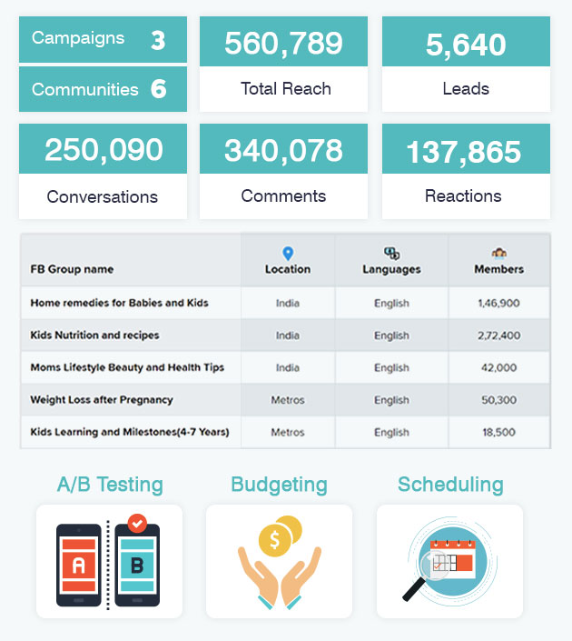 Campaigns 3
Communities 6
560,789
Total Reach
5,640
Leads
250,090
Conversations
340,078
Comments
137,865
Reactions
FB Group name Location Languages Members
Home remedies for Babies and Kids India English 1,46,900
Kids Nutrition and recipes India English 2,72,400
Moms Lifestyle Beauty and Health Tips India English 42,000
Weight Loss after Pregnancy Metros English 50,300
Kids Learning and Milestones(4-7 Years) Metros English 18,500
A/B Testing Budgeting Scheduling
A B $